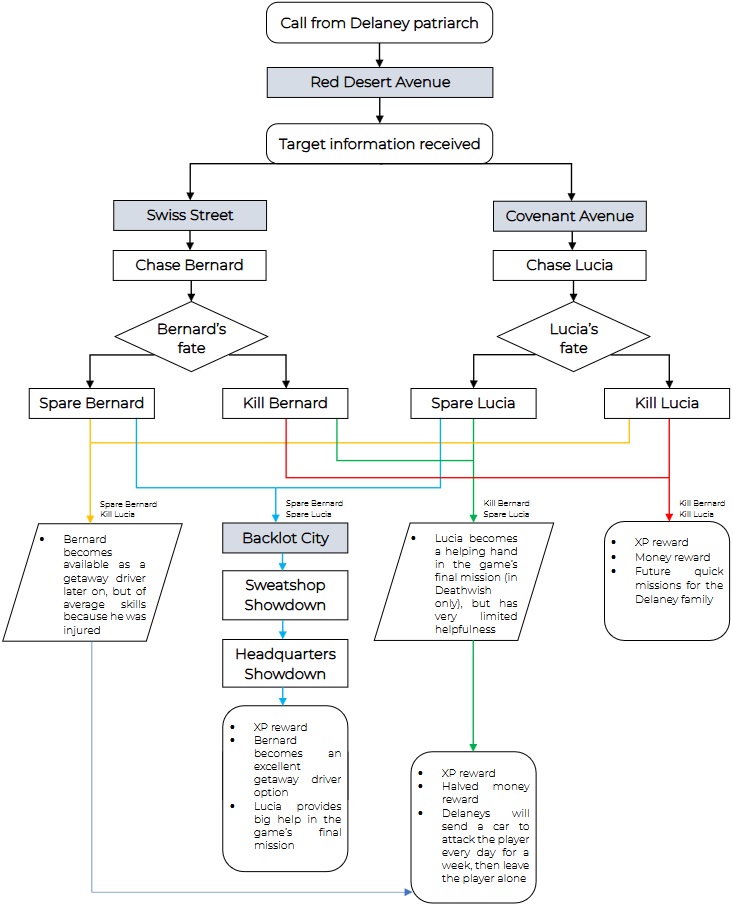 Call from Delaney patriarch
Red Desert Avenue
Target information received
Swiss Street
Covenant Avenue
Chase Bernard
Chase Lucia
Bernard's
fate
Lucia's
fate
Spare Bernard
Kill Bernard
Spare Lucia
Kill Lucia
Spare Bernard
Kill Lucia
Spare Bernard
Spare Lucia
Kill Bernard
Spare Lucia
Kill Bernard
Kill Lucia
• Bernard
becomes
available as a
getaway driver
later on, but of
average skills
because he was
injured
Backlot City
Sweatshop
Showdown
Headquarters
Showdown
• XP reward
• Bernard
becomes an
excellent
getaway driver
option
• Lucia provides
big help in the
game's final
mission
• Lucia becomes
a helping hand
in the game's
final mission (in
Deathwish
only), but has
very limited
helpfulness
• XP reward
• Money reward
• Future quick
missions for the
Delaney family
• XP reward
• Halved money
reward
• Delaneys will
send a car to
attack the player
every day for a
week, then leave
the player alone